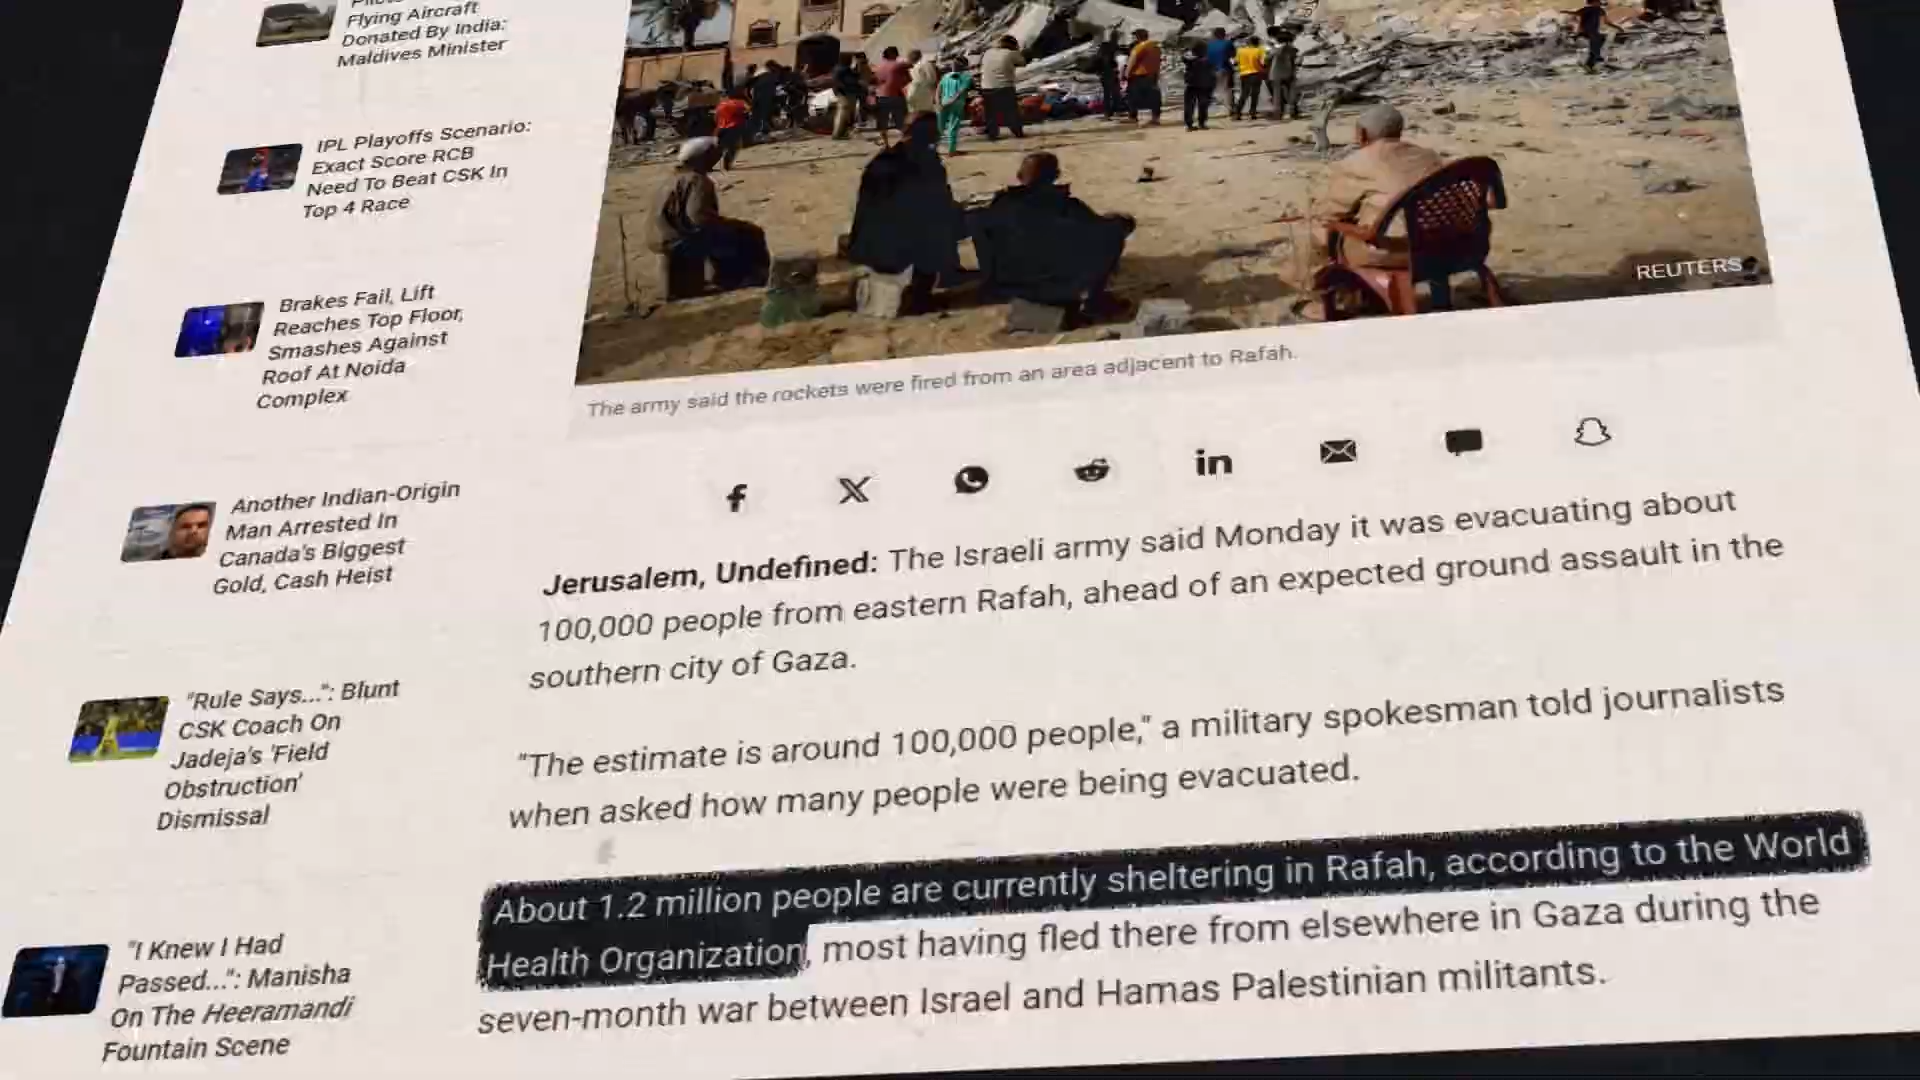 Flying Aircraft
Donated By India:
Maldives Minister
IPL Playoffs Scenario:
Exact Score RCB
Need To Beat CSK In
Top 4 Race
Brakes Fail, Lift
Reaches Top Floor,
Smashes Against
Roof At Noida
Complex
Another Indian-Origin
Man Arrested In
Canada's Biggest
Gold, Cash Heist
"Rule Says...": Blunt
CSK Coach On
Jadeja's 'Field
Obstruction'
Dismissal
"I Knew I Had
Passed...": Manisha
On The Heeramandi
Fountain Scene
REUTERS
The army said the rockets were fired from an area adjacent to Rafah.
Jerusalem, Undefined: The Israeli army said Monday it was evacuating about
100,000 people from eastern Rafah, ahead of an expected ground assault in the
southern city of Gaza.
"The estimate is around 100,000 people," a military spokesman told journalists
when asked how many people were being evacuated.
About 1.2 million people are currently sheltering in Rafah, according to the World
Health Organization, most having fled there from elsewhere in Gaza during the
seven-month war between Israel and Hamas Palestinian militants.